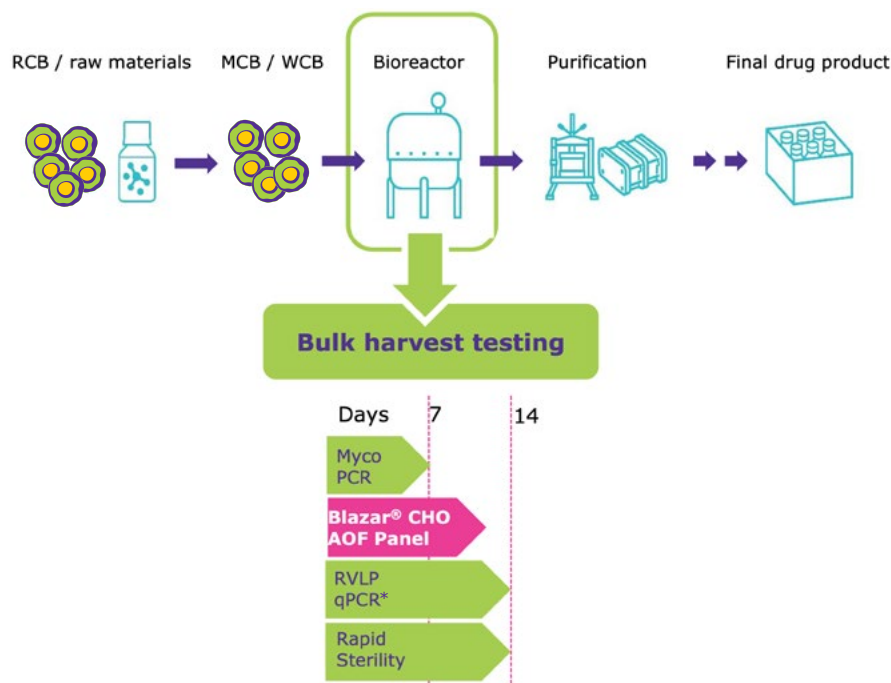 RCB / raw materials
MCB / WCB
Bioreactor
Purification
Final drug product
Bulk harvest testing
Days
7
14
Myco
PCR
Blazar® CHO
AOF Panel
RVLP
qPCR*
Rapid
Sterility